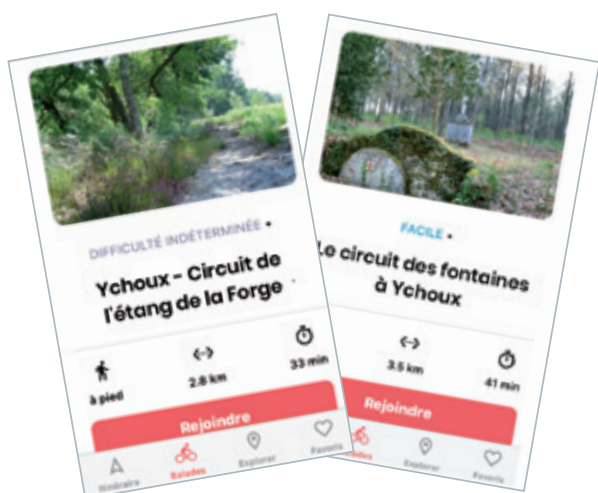 DIFFICULTÉ INDÉTERMINÉE •
Ychoux - Circuit de
l'étang de la Forge
à pied
2.8 km
33 min
Rejoindre
Itinéraire
Balades
Explorer
Favoris
FACILE •
Le circuit des fontaines
à Ychoux
3.5 km
41 min
Rejoindre
ades
Explorer
Favoris